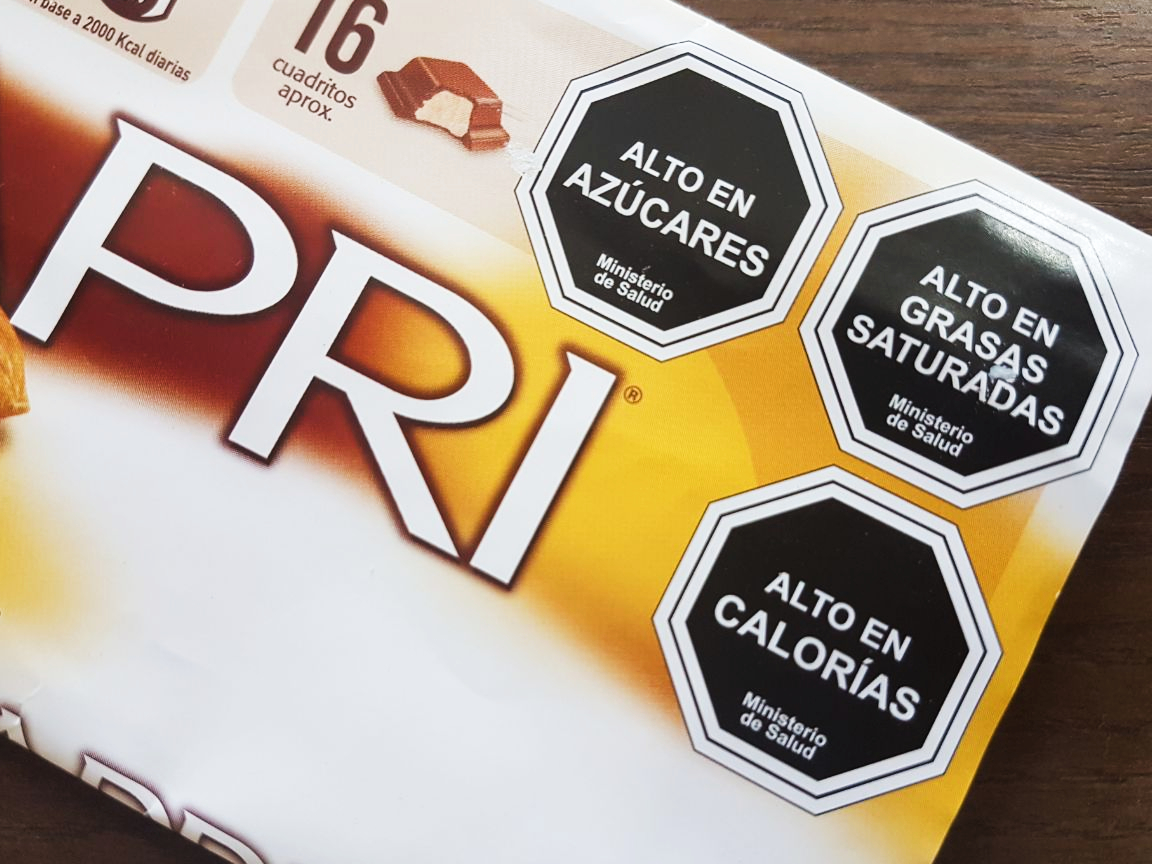 base a 2000 Kcal diarias
16
cuadritos
aprox.
PRI®
ALTO EN
AZÚCARES
Ministerio
de Salud
ALTO EN
GRASAS
SATURADAS
Ministerio
de Salud
ALTO EN
CALORÍAS
Ministerio
de Salud